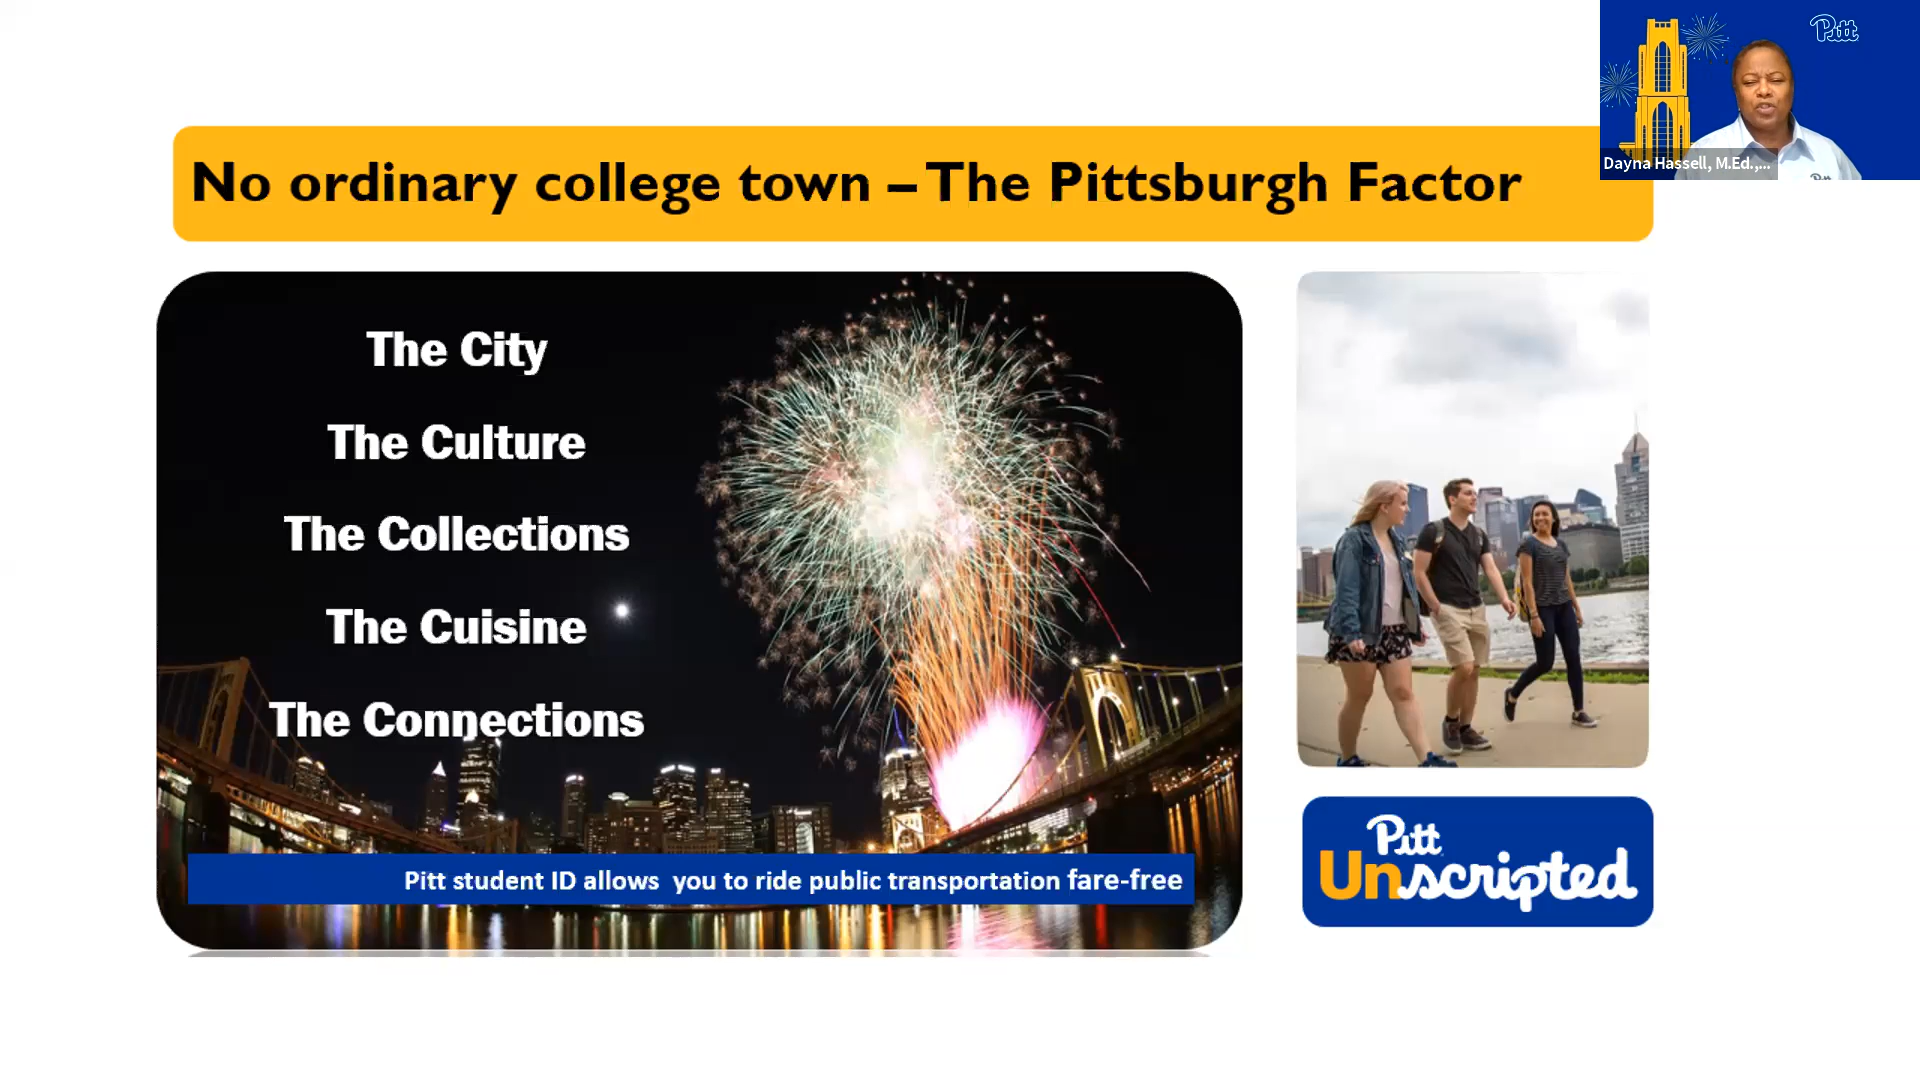 Pitt
Dayna Hassell, M.Ed.,...
No ordinary college town – The Pittsburgh Factor
The City
The Culture
The Collections
The Cuisine
The Connections
Pitt student ID allows you to ride public transportation fare-free
Pitt
Unscripted